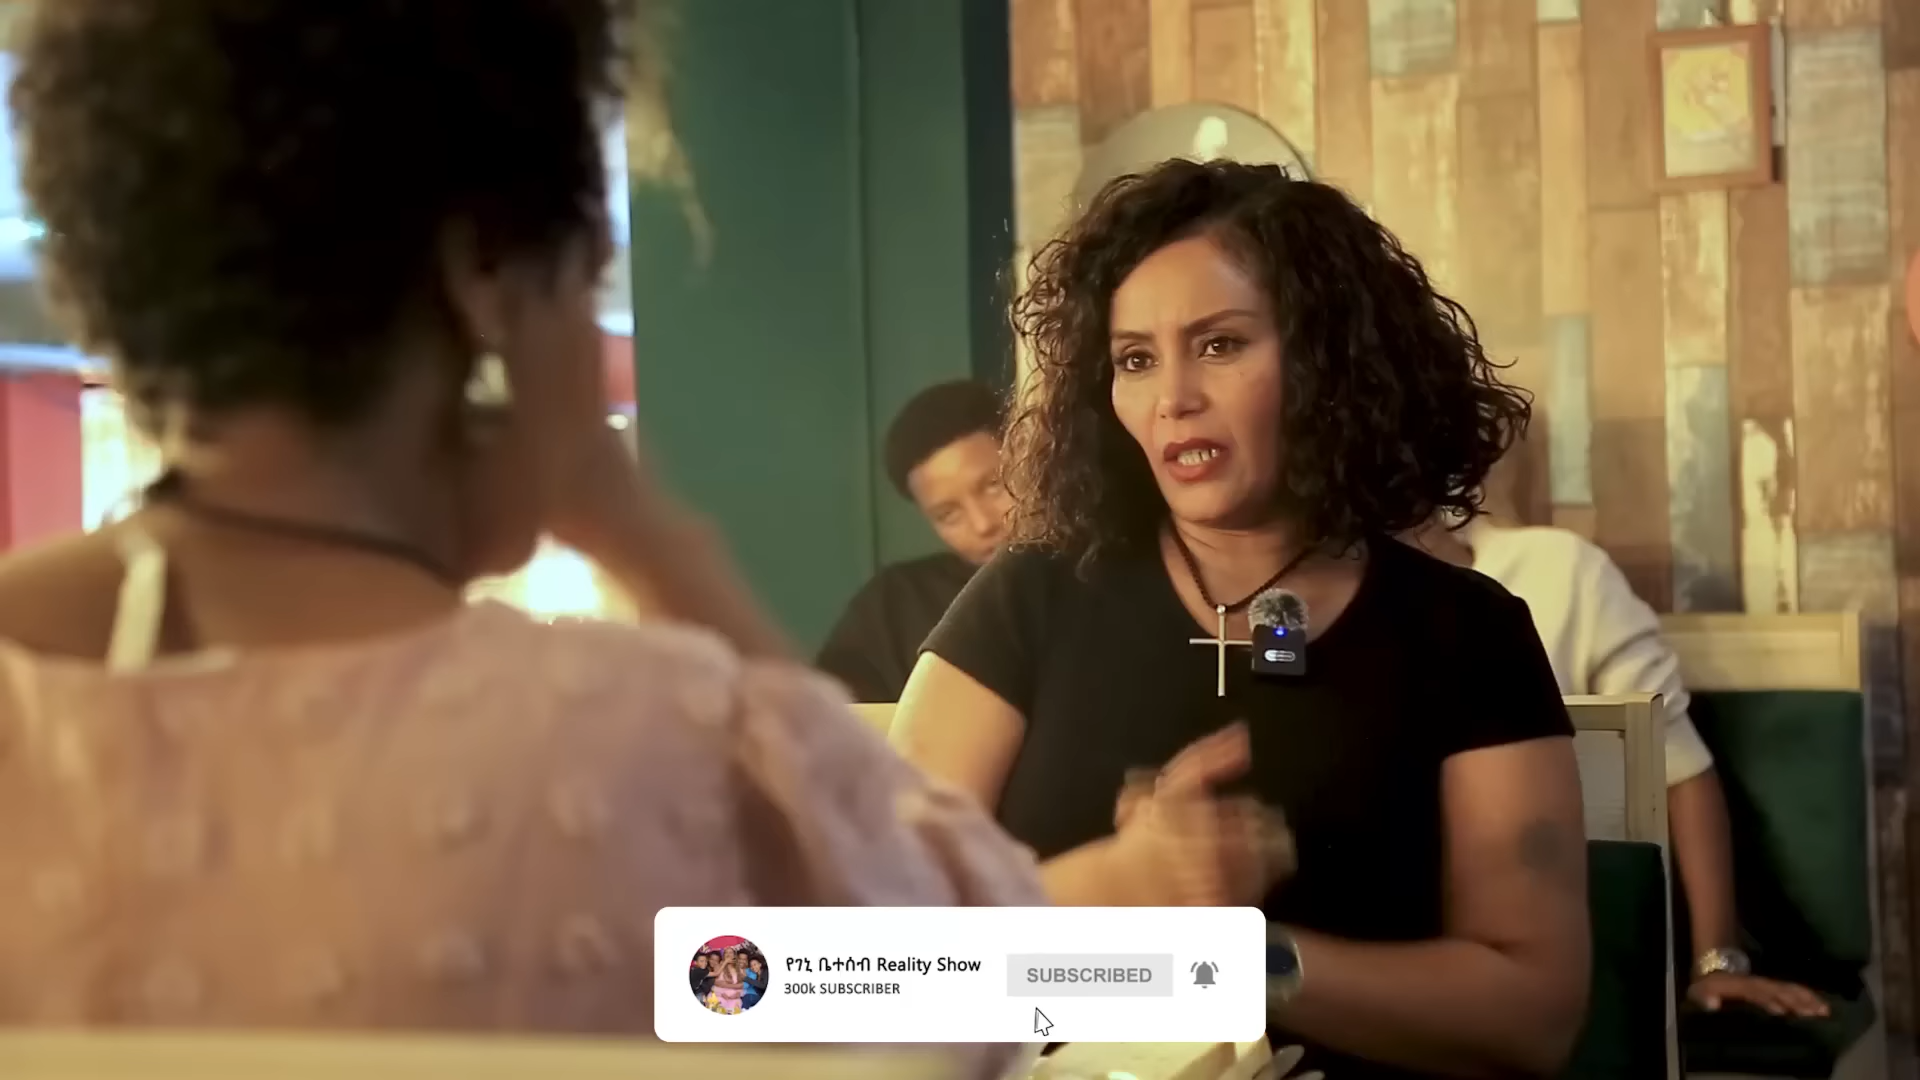 የገኒ ቤተሰብ Reality Show
300k SUBSCRIBER
SUBSCRIBED